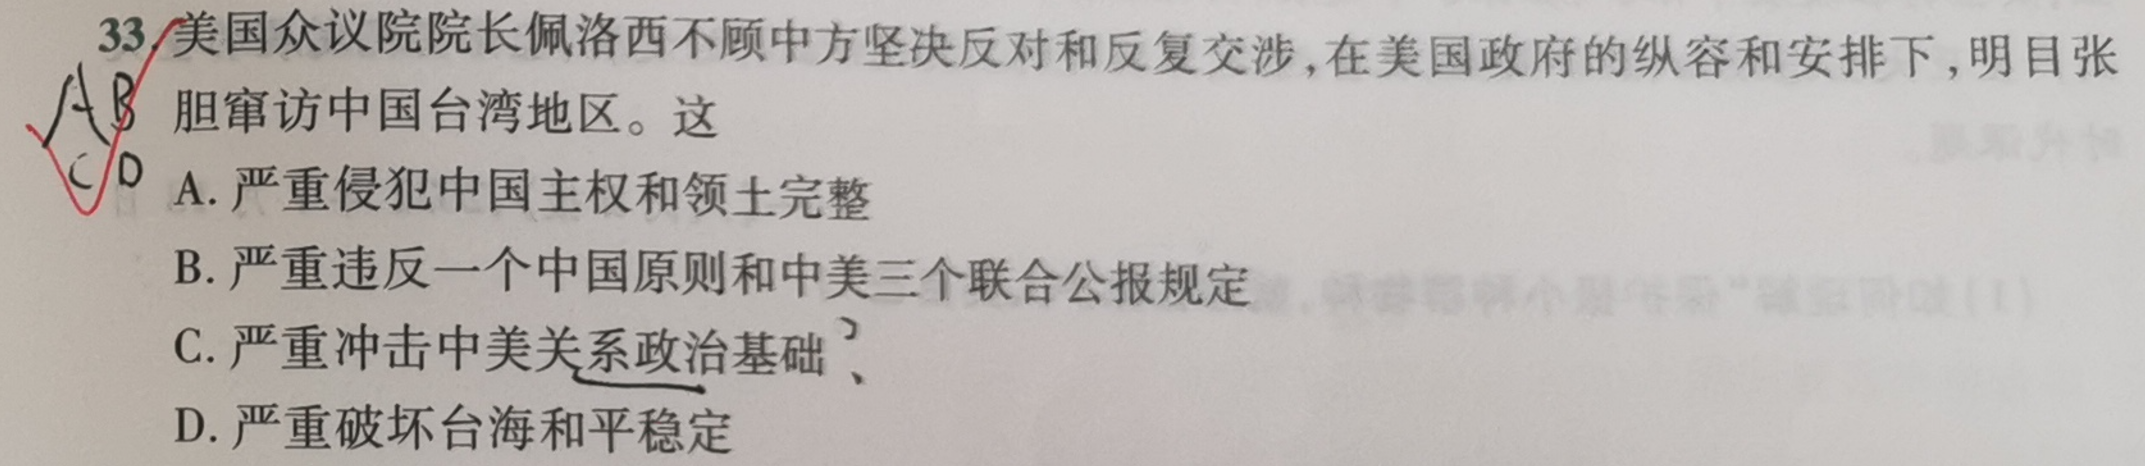 33. 美国众议院院长佩洛西不顾中方坚决反对和反复交涉,在美国政府的纵容和安排下,明目张
胆窜访中国台湾地区。这
AB
CD
A. 严重侵犯中国主权和领土完整
B. 严重违反一个中国原则和中美三个联合公报规定
C. 严重冲击中美关系政治基础?
D. 严重破坏台海和平稳定